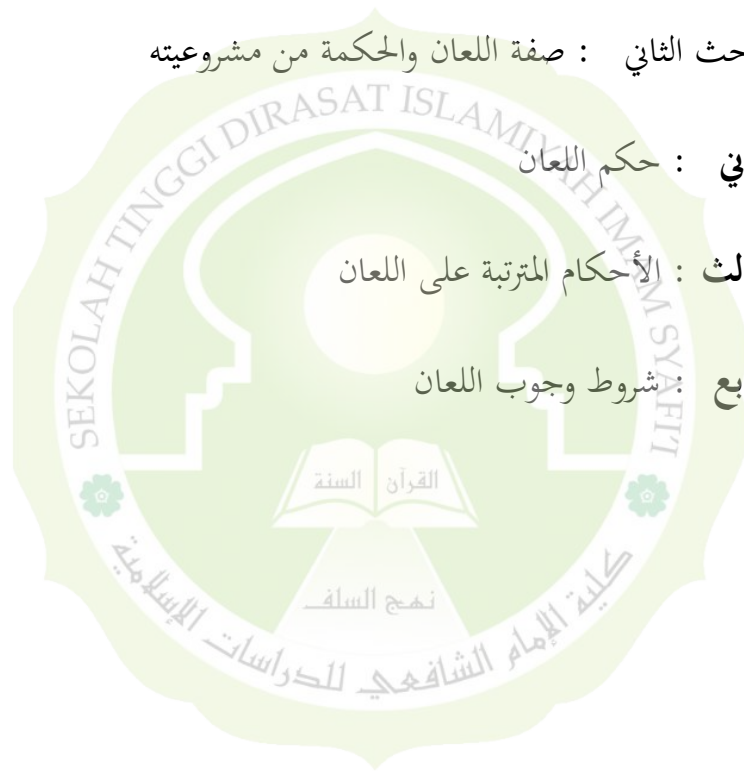 حث الثاني : صفة اللعان والحكمة من مشروعيته
ني : حكم اللعان
لث : الأحكام المترتبة على اللعان
بع : شروط وجوب اللعان
SEKOLAH TINGGI DIRASAT ISLAMIYAH IMAM SYAFI'I
القرآن السنة
نهج السلف
كلية الإمام الشافعي للدراسات الإسلامية